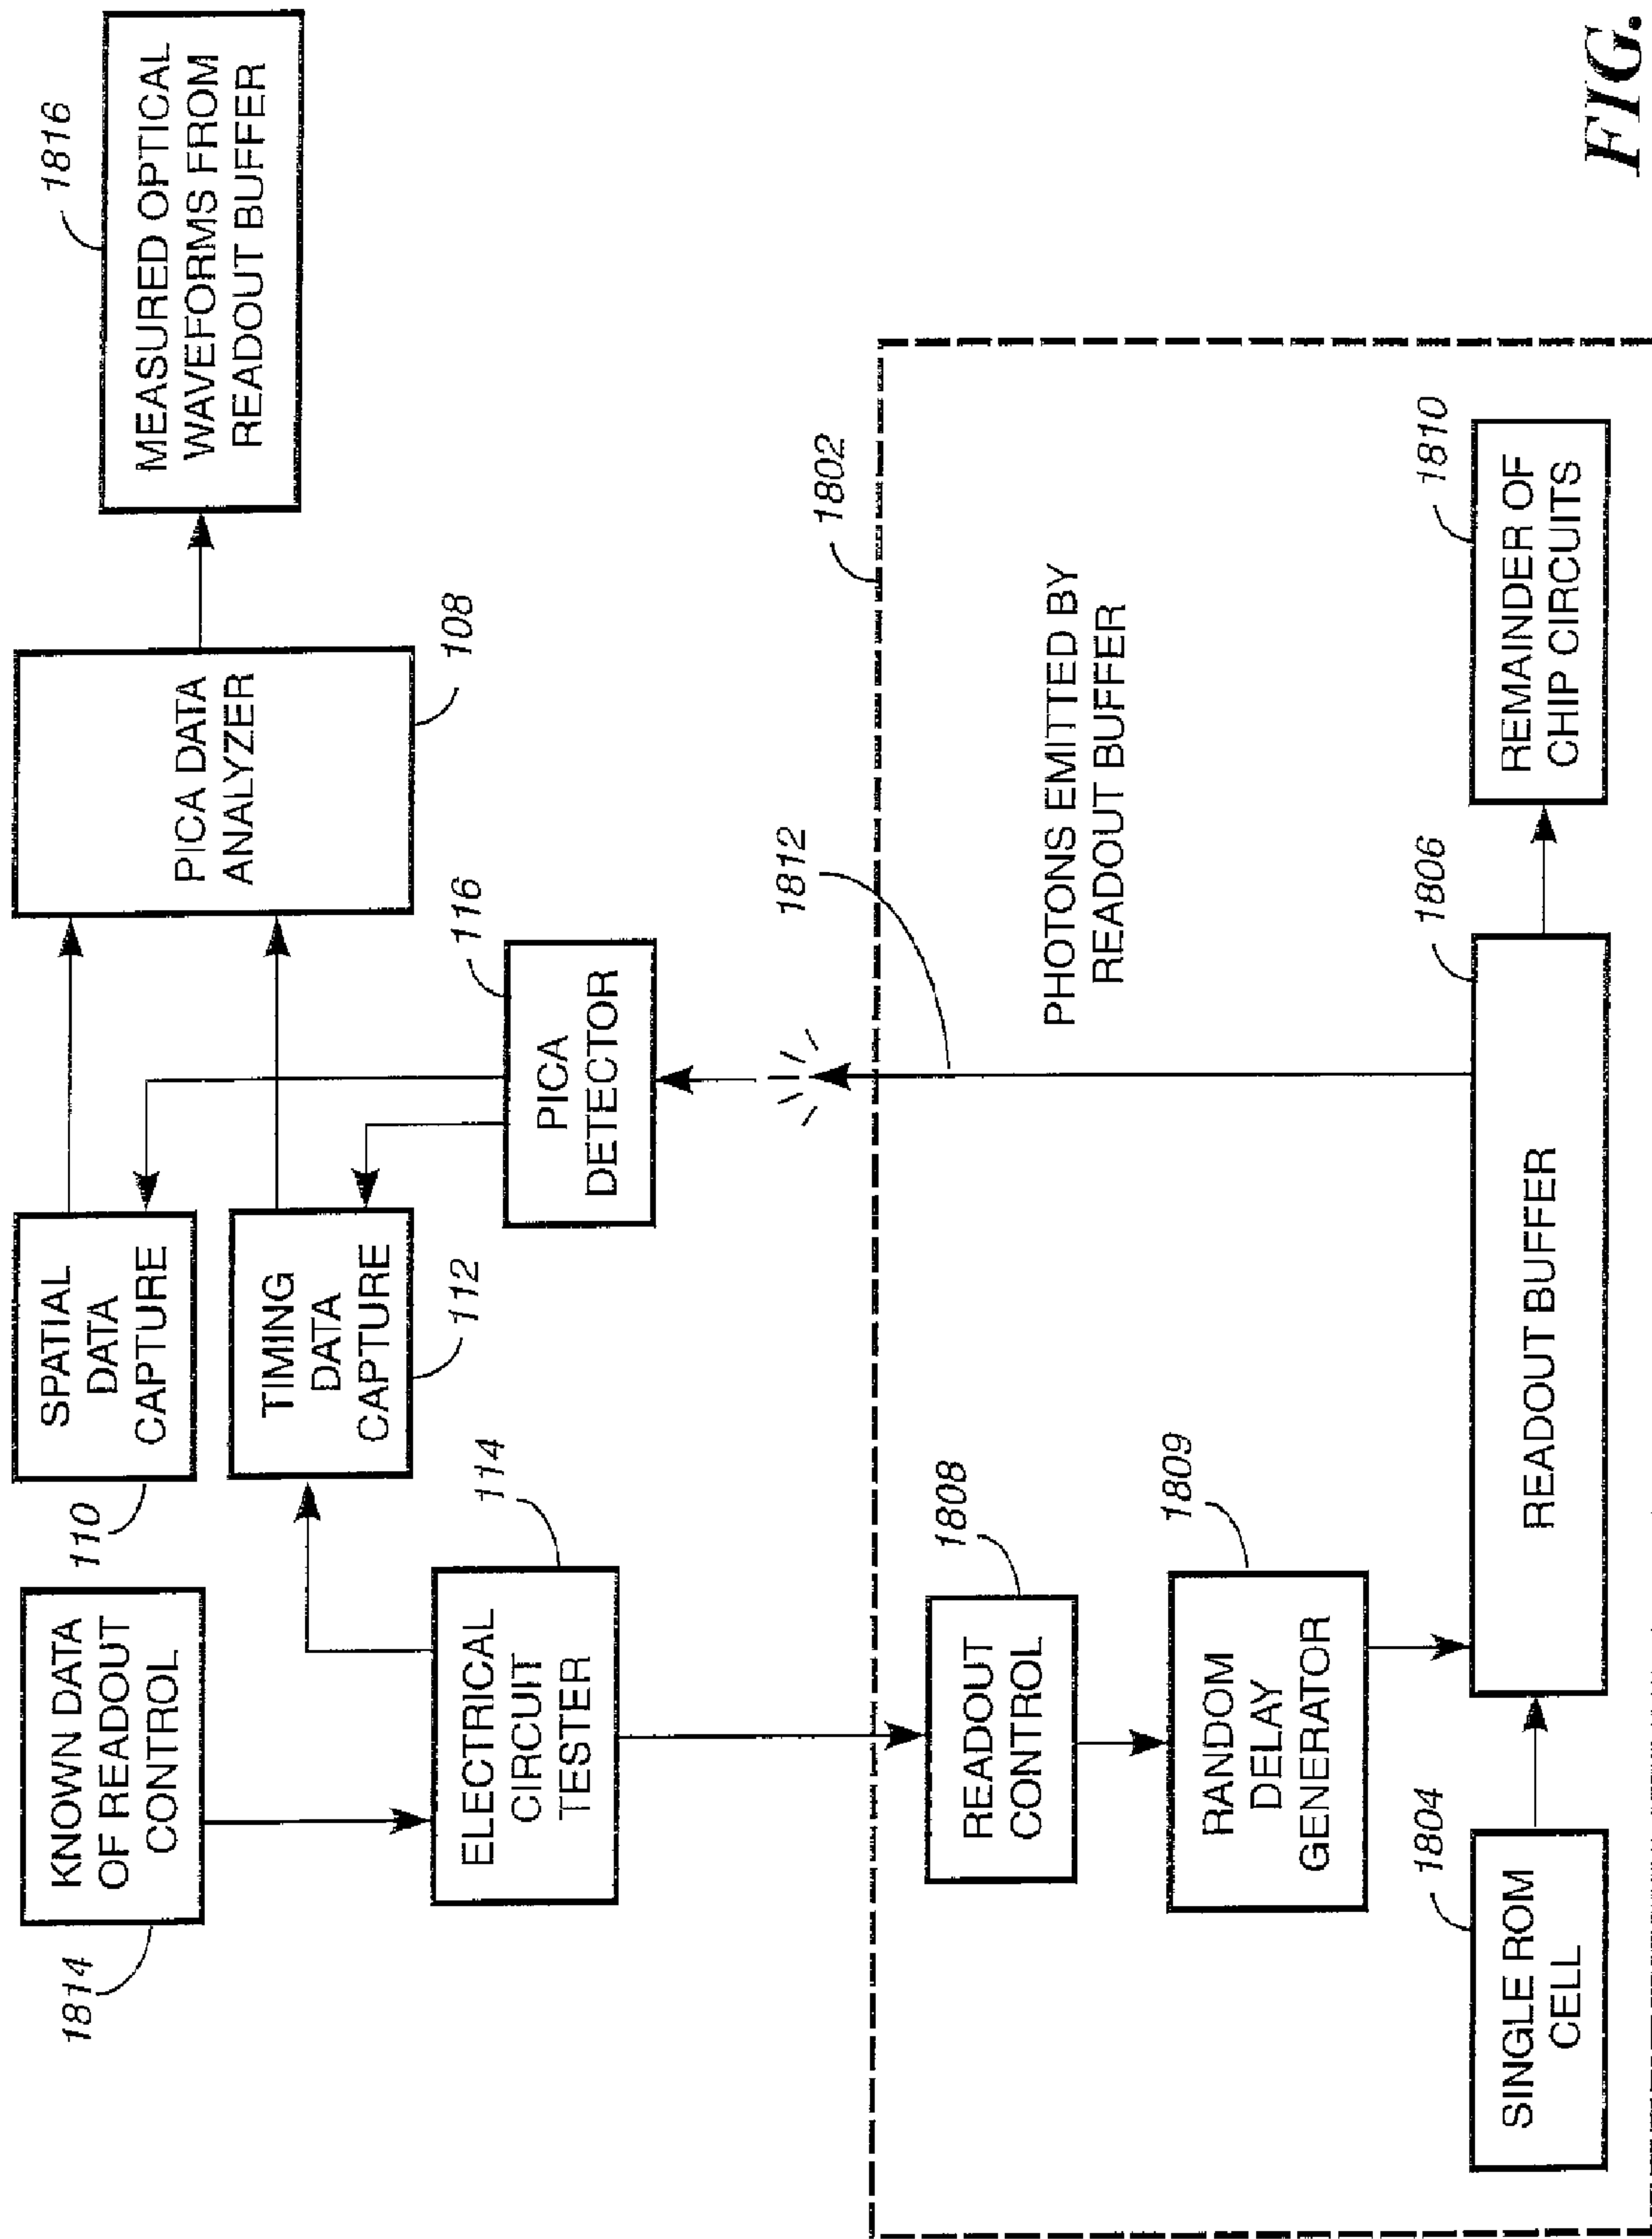 1814
KNOWN DATA
OF READOUT
CONTROL
110
SPATIAL
DATA
CAPTURE
PICA DATA
ANALYZER
108
1816
MEASURED OPTICAL
WAVEFORMS FROM
READOUT BUFFER
TIMING
DATA
CAPTURE
112
114
ELECTRICAL
CIRCUIT
TESTER
116
PICA
DETECTOR
1812
1802
PHOTONS EMITTED BY
READOUT BUFFER
1808
READOUT
CONTROL
1809
RANDOM
DELAY
GENERATOR
1804
SINGLE ROM
CELL
1806
READOUT BUFFER
1810
REMAINDER OF
CHIP CIRCUITS
FIG.